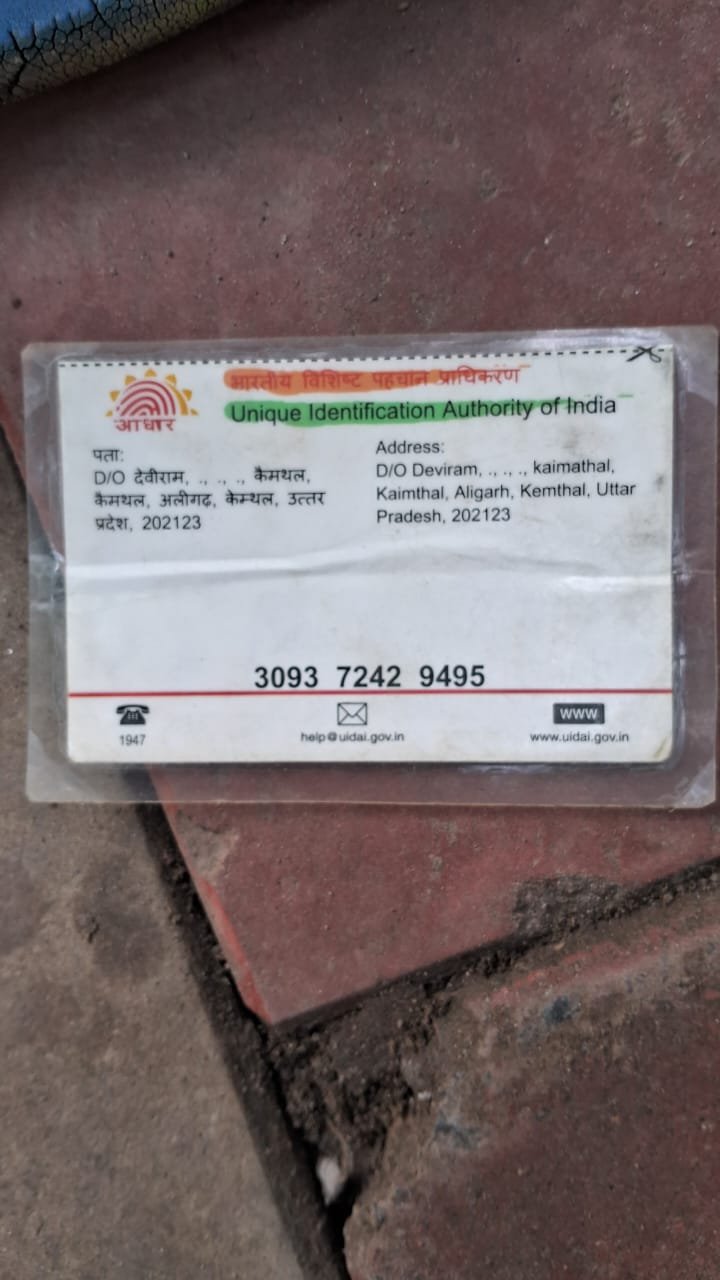 भारतीय विशिष्ट पहचान प्राधिकरण
Unique Identification Authority of India
आधार
पता:
D/O देवीराम, ., ., ., कैमथल,
कैमथल, अलीगढ़, केम्थल, उत्तर
प्रदेश, 202123
Address:
D/O Deviram, ., ., ., kaimathal,
Kaimthal, Aligarh, Kemthal, Uttar
Pradesh, 202123
3093 7242 9495
1947
help@uidai.gov.in
WWW
www.uidai.gov.in